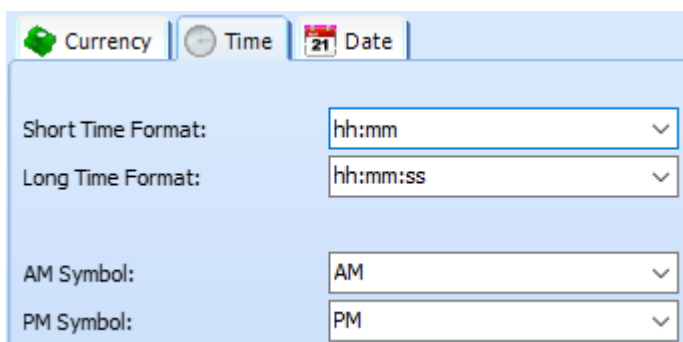 Currency Time 21 Date
Short Time Format: hh:mm
Long Time Format: hh:mm:ss
AM Symbol: AM
PM Symbol: PM